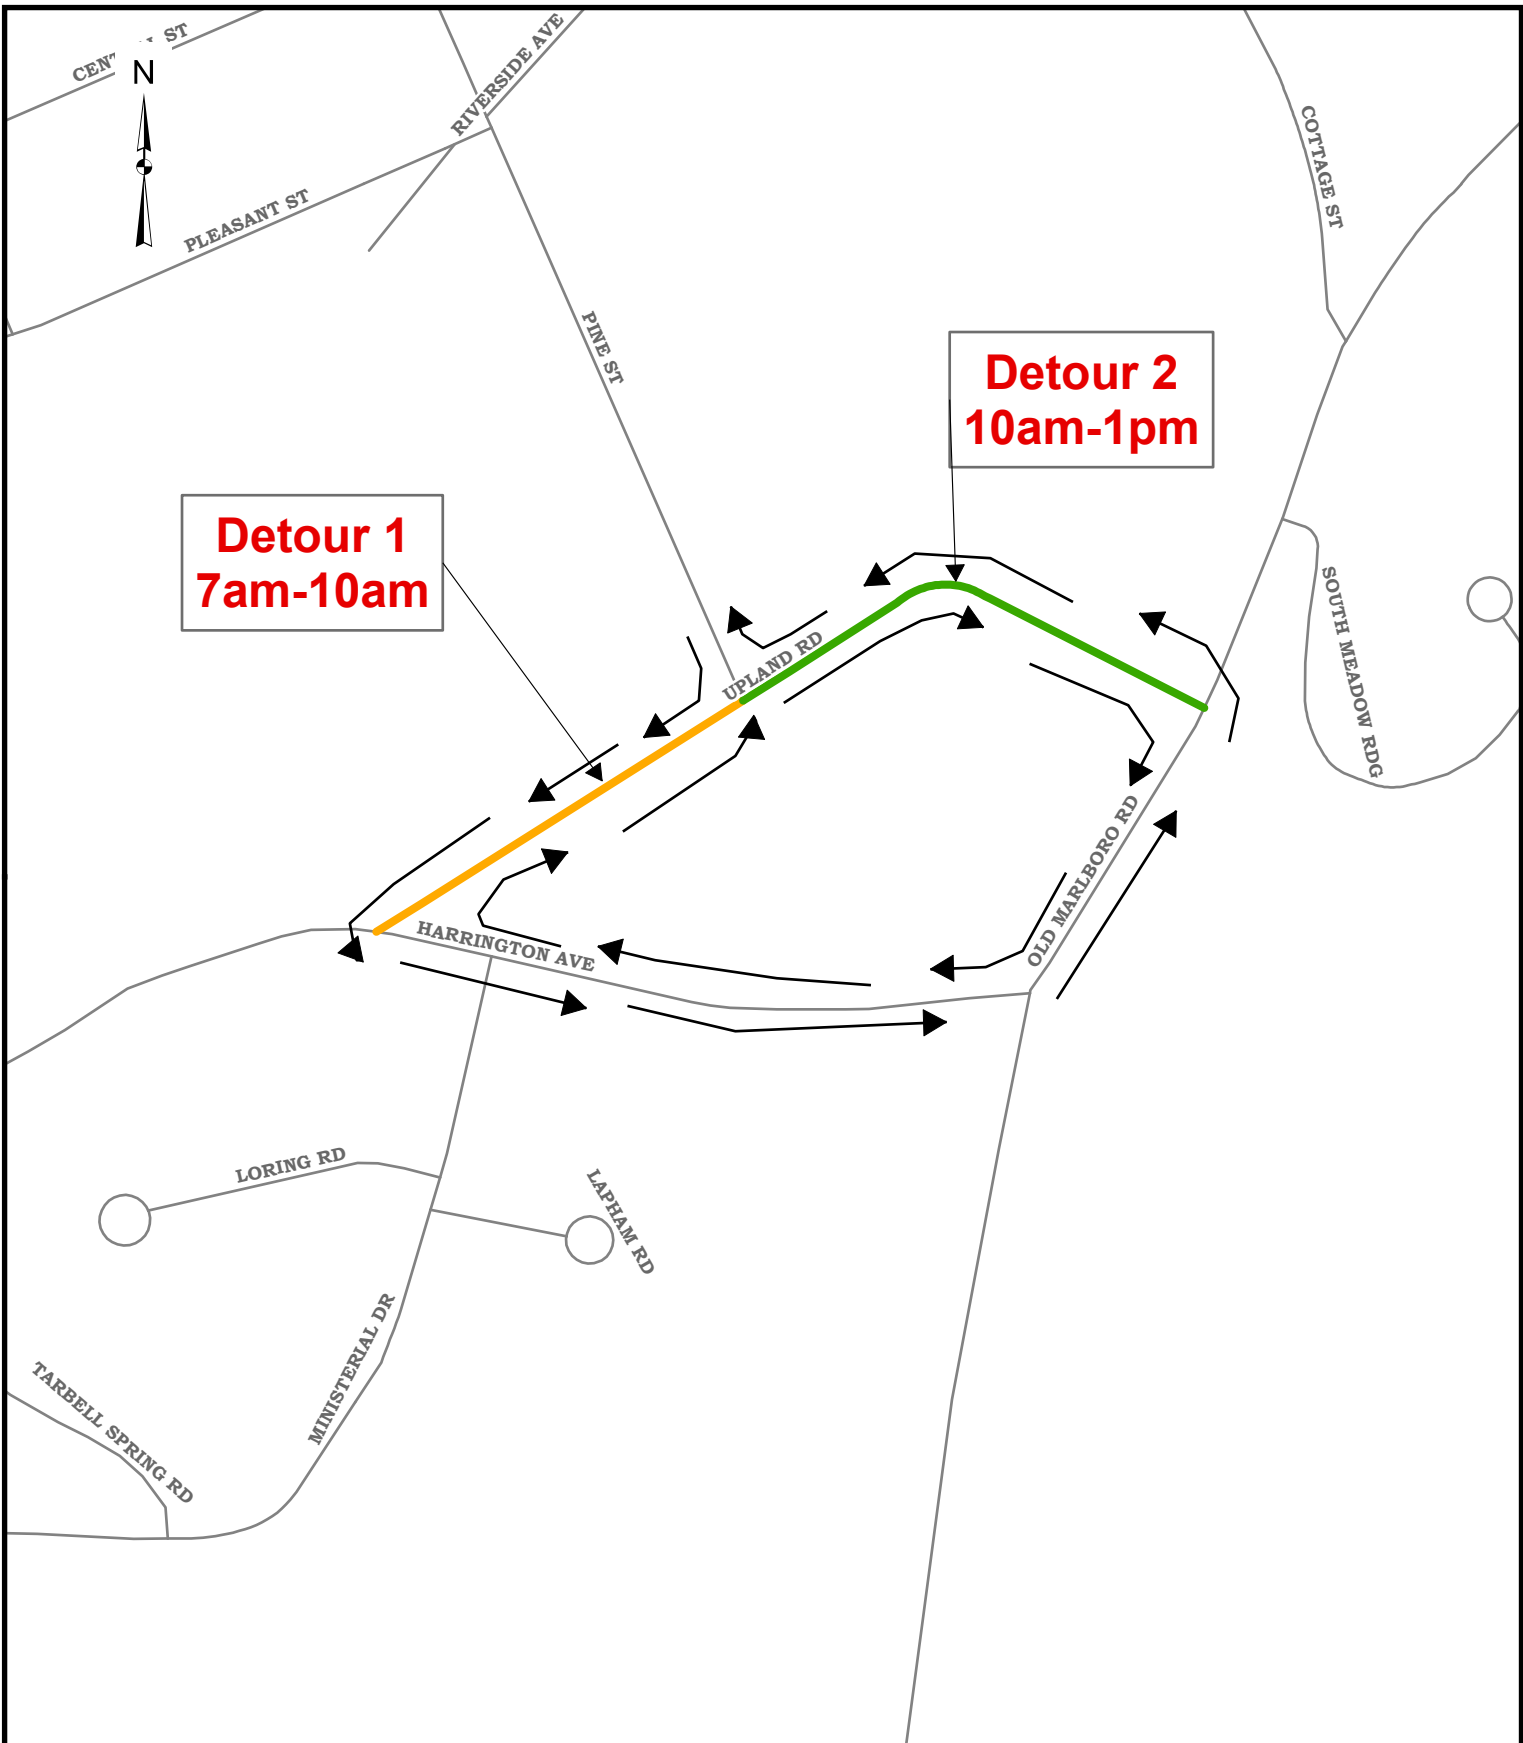 ST
N
RIVERSIDE AVE
COTTAGE ST
PLEASANT ST
PINE ST
Detour 2
10am-1pm
Detour 1
7am-10am
SOUTH MEADOW RDG
UPLAND RD
OLD MARLBORO RD
HARRINGTON AVE
LORING RD
LAPHAM RD
MINISTERIAL DR
TARBELL SPRING RD